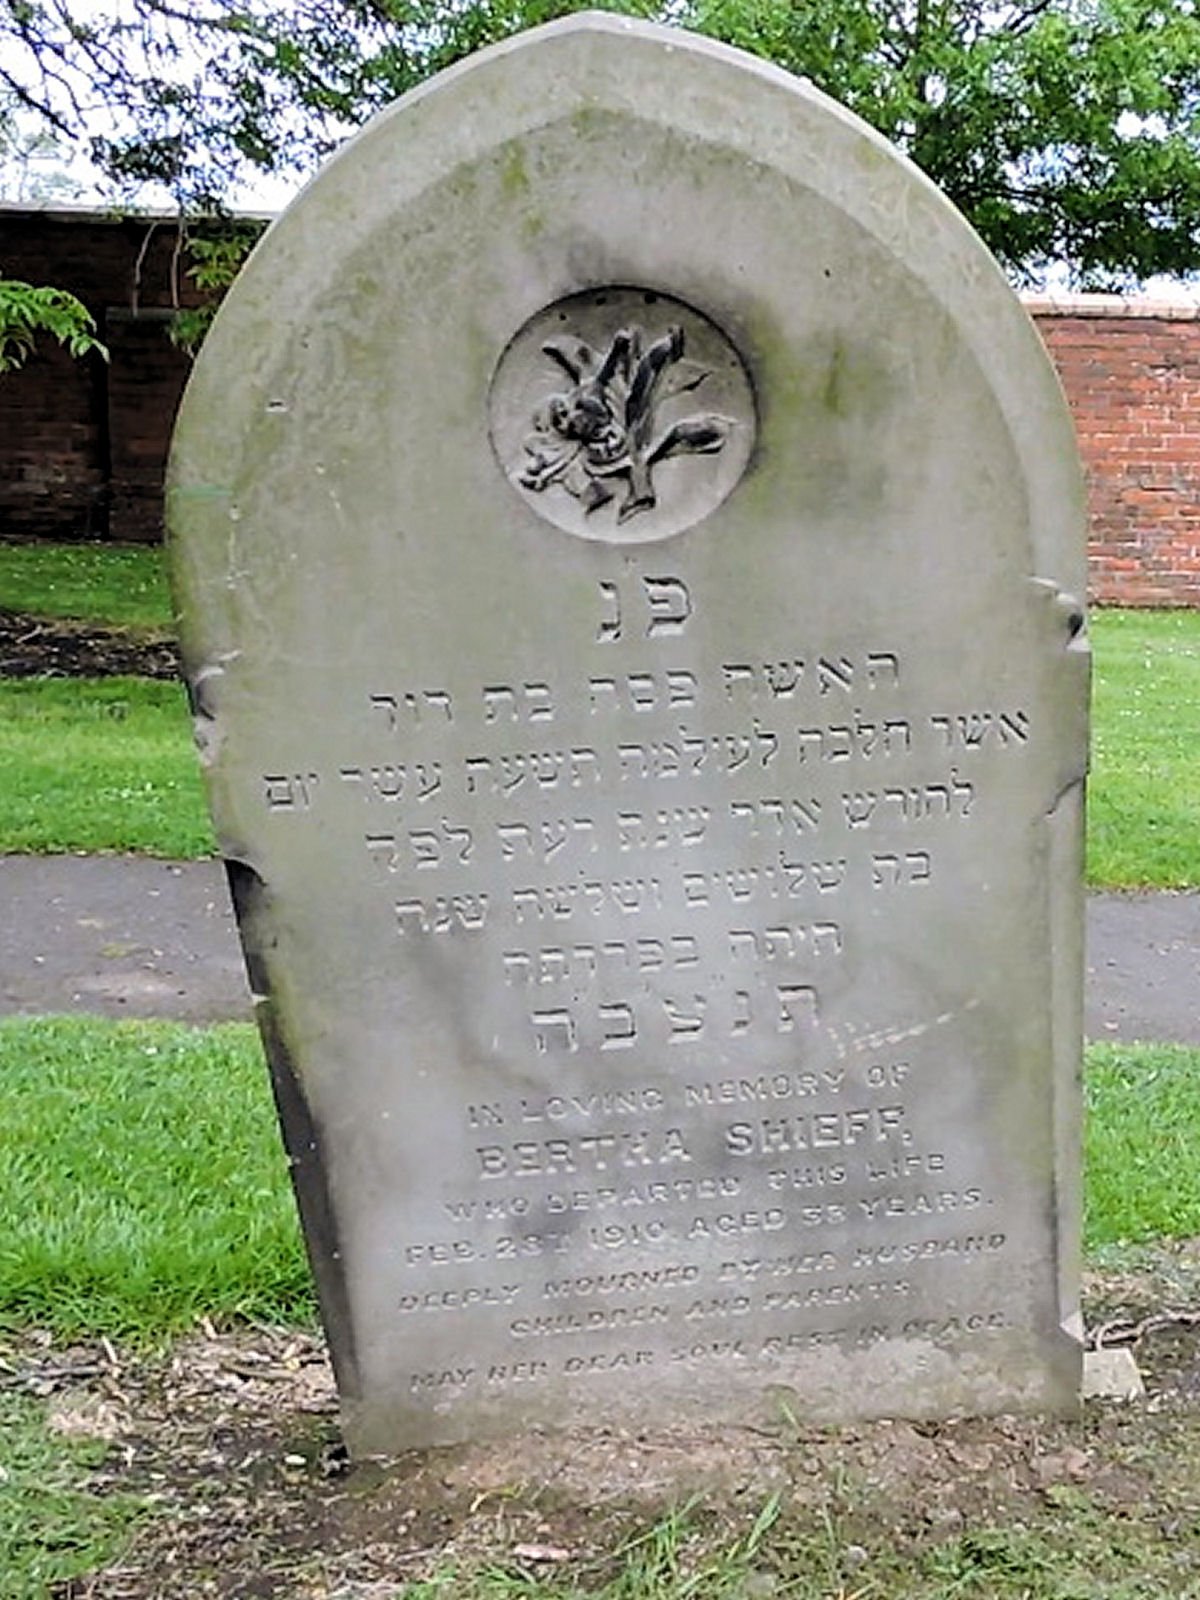 פ נ
האשה פסה בת דוד
אשר הלכה לעולמה תשעה עשר יום
לחודש אדר שנת רעת לפק
בת שלושים ושלשה שנה
היתה בפרדתה
ת נ צ ב ה
IN LOVING MEMORY OF
BERTHA SHIEFF,
WHO DEPARTED THIS LIFE
FEB. 28TH 1910, AGED 33 YEARS.
DEEPLY MOURNED BY HER HUSBAND
CHILDREN AND PARENTS.
MAY HER DEAR SOUL REST IN PEACE.